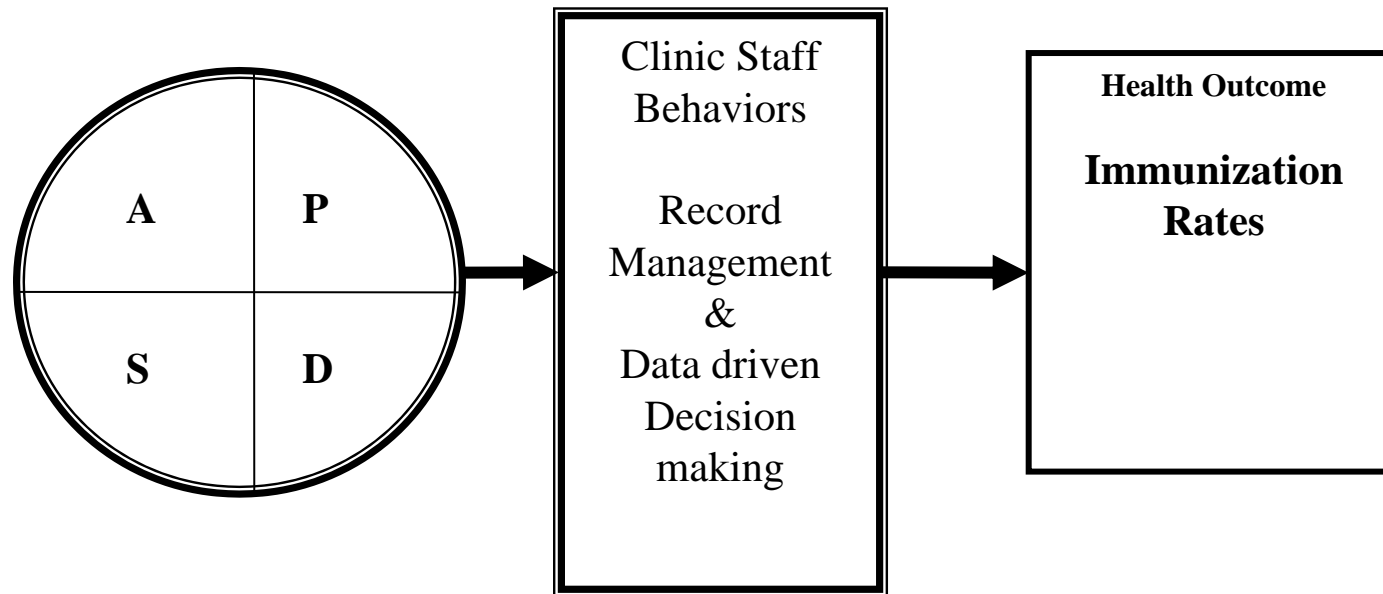 A P
S D
Clinic Staff
Behaviors
Record
Management
&
Data driven
Decision
making
Health Outcome
Immunization
Rates